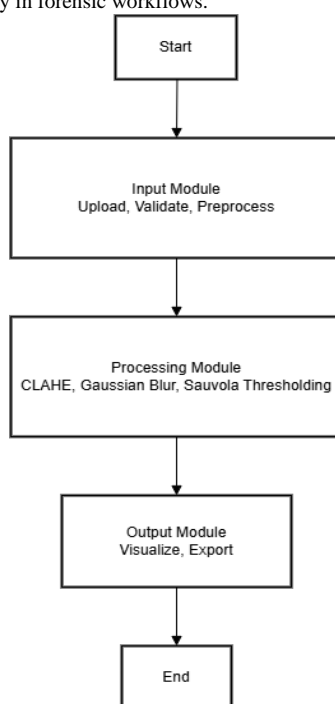 y in forensic workflows.
Start
Input Module
Upload, Validate, Preprocess
Processing Module
CLAHE, Gaussian Blur, Sauvola Thresholding
Output Module
Visualize, Export
End